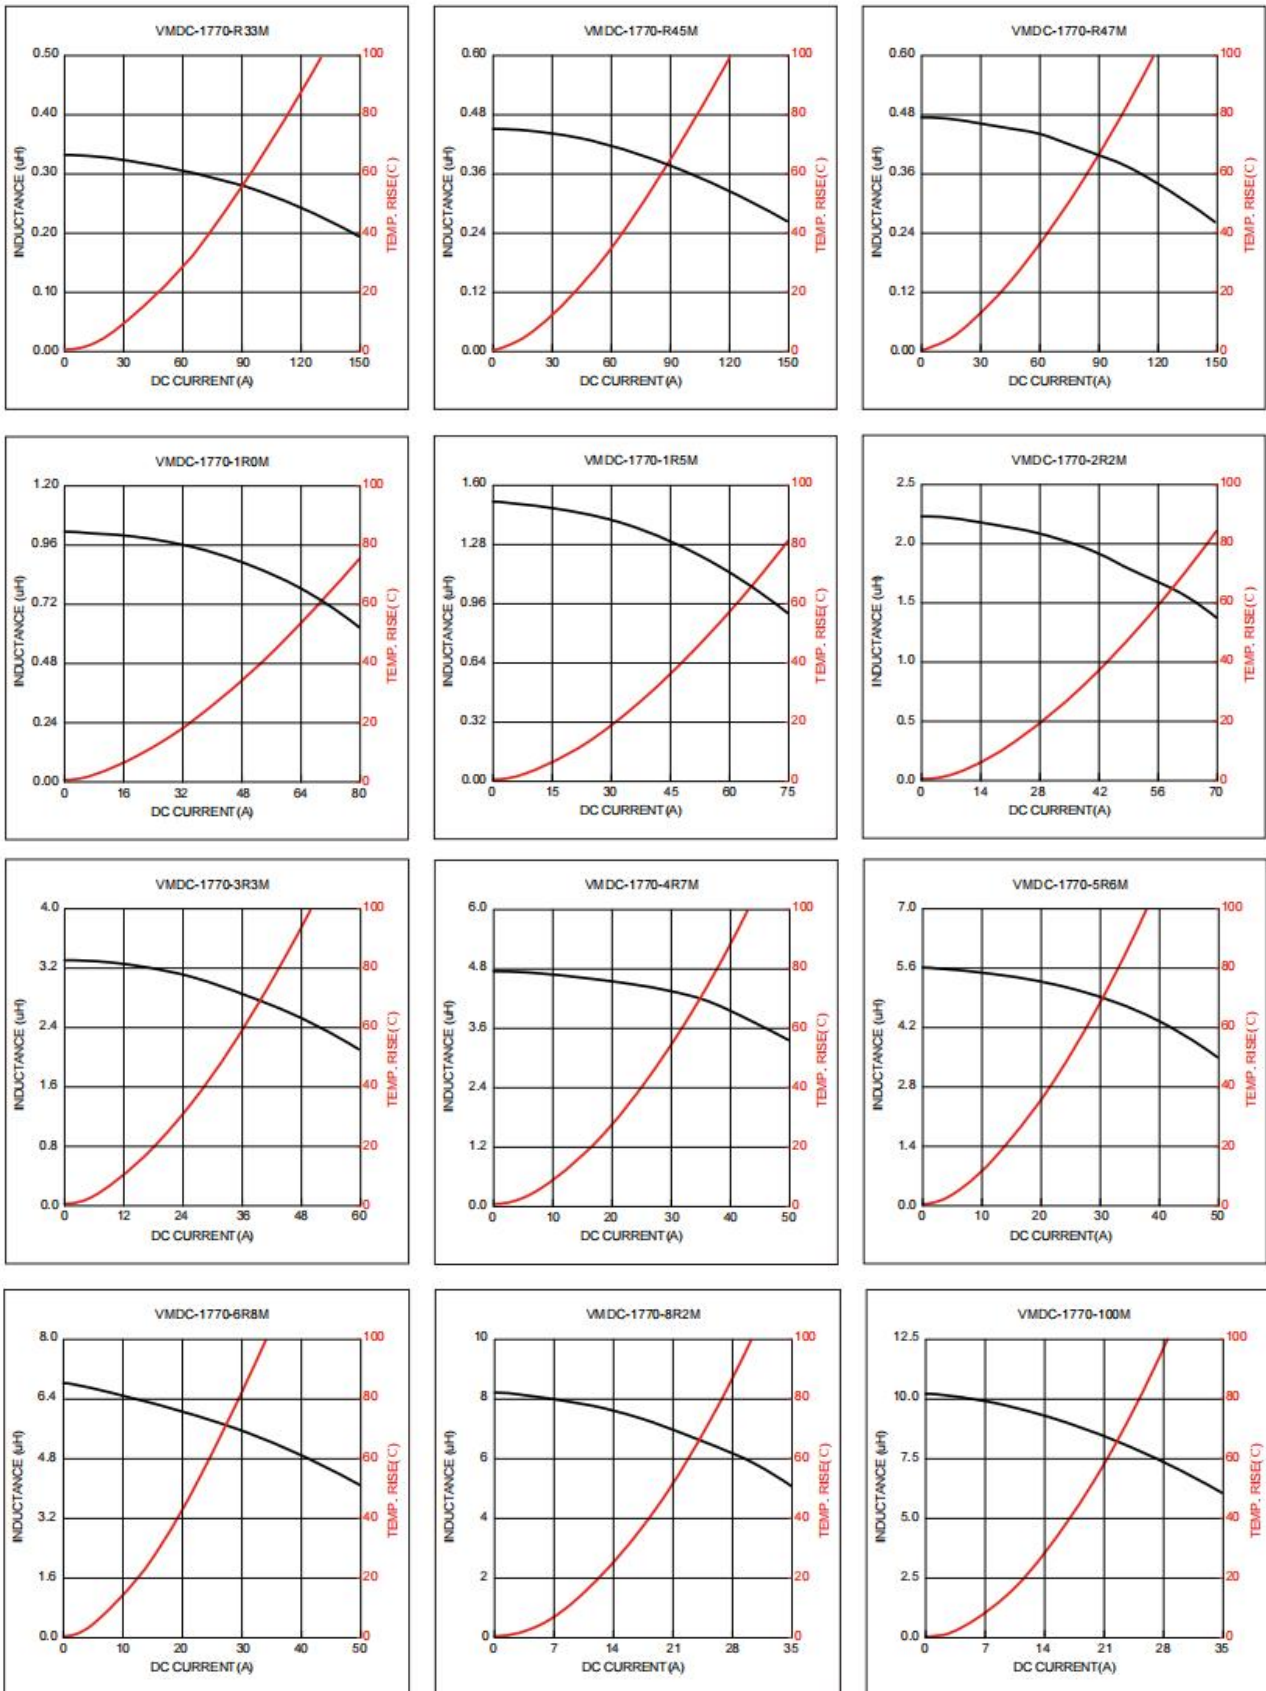 VMDC-1770-R33M
0.50
0.40
0.30
0.20
0.10
0.00
INDUCTANCE (uH)
100
80
60
40
20
0
TEMP. RISE(C)
0 30 60 90 120 150
DC CURRENT(A)
VMDC-1770-R45M
0.60
0.48
0.36
0.24
0.12
0.00
INDUCTANCE (uH)
100
80
60
40
20
0
TEMP. RISE(C)
0 30 60 90 120 150
DC CURRENT(A)
VMDC-1770-R47M
0.60
0.48
0.36
0.24
0.12
0.00
INDUCTANCE (uH)
100
80
60
40
20
0
TEMP. RISE(C)
0 30 60 90 120 150
DC CURRENT(A)
VMDC-1770-1R0M
1.20
0.96
0.72
0.48
0.24
0.00
INDUCTANCE (uH)
100
80
60
40
20
0
TEMP. RISE(C)
0 16 32 48 64 80
DC CURRENT(A)
VMDC-1770-1R5M
1.60
1.28
0.96
0.64
0.32
0.00
INDUCTANCE (uH)
100
80
60
40
20
0
TEMP. RISE(C)
0 15 30 45 60 75
DC CURRENT(A)
VMDC-1770-2R2M
2.5
2.0
1.5
1.0
0.5
0.0
INDUCTANCE (uH)
100
80
60
40
20
0
TEMP. RISE(C)
0 14 28 42 56 70
DC CURRENT(A)
VMDC-1770-3R3M
4.0
3.2
2.4
1.6
0.8
0.0
INDUCTANCE (uH)
100
80
60
40
20
0
TEMP. RISE(C)
0 12 24 36 48 60
DC CURRENT(A)
VMDC-1770-4R7M
6.0
4.8
3.6
2.4
1.2
0.0
INDUCTANCE (uH)
100
80
60
40
20
0
TEMP. RISE(C)
0 10 20 30 40 50
DC CURRENT(A)
VMDC-1770-5R6M
7.0
5.6
4.2
2.8
1.4
0.0
INDUCTANCE (uH)
100
80
60
40
20
0
TEMP. RISE(C)
0 10 20 30 40 50
DC CURRENT(A)
VMDC-1770-6R8M
8.0
6.4
4.8
3.2
1.6
0.0
INDUCTANCE (uH)
100
80
60
40
20
0
TEMP. RISE(C)
0 10 20 30 40 50
DC CURRENT(A)
VMDC-1770-8R2M
10
8
6
4
2
0
INDUCTANCE (uH)
100
80
60
40
20
0
TEMP. RISE(C)
0 7 14 21 28 35
DC CURRENT(A)
VMDC-1770-100M
12.5
10.0
7.5
5.0
2.5
0.0
INDUCTANCE (uH)
100
80
60
40
20
0
TEMP. RISE(C)
0 7 14 21 28 35
DC CURRENT(A)